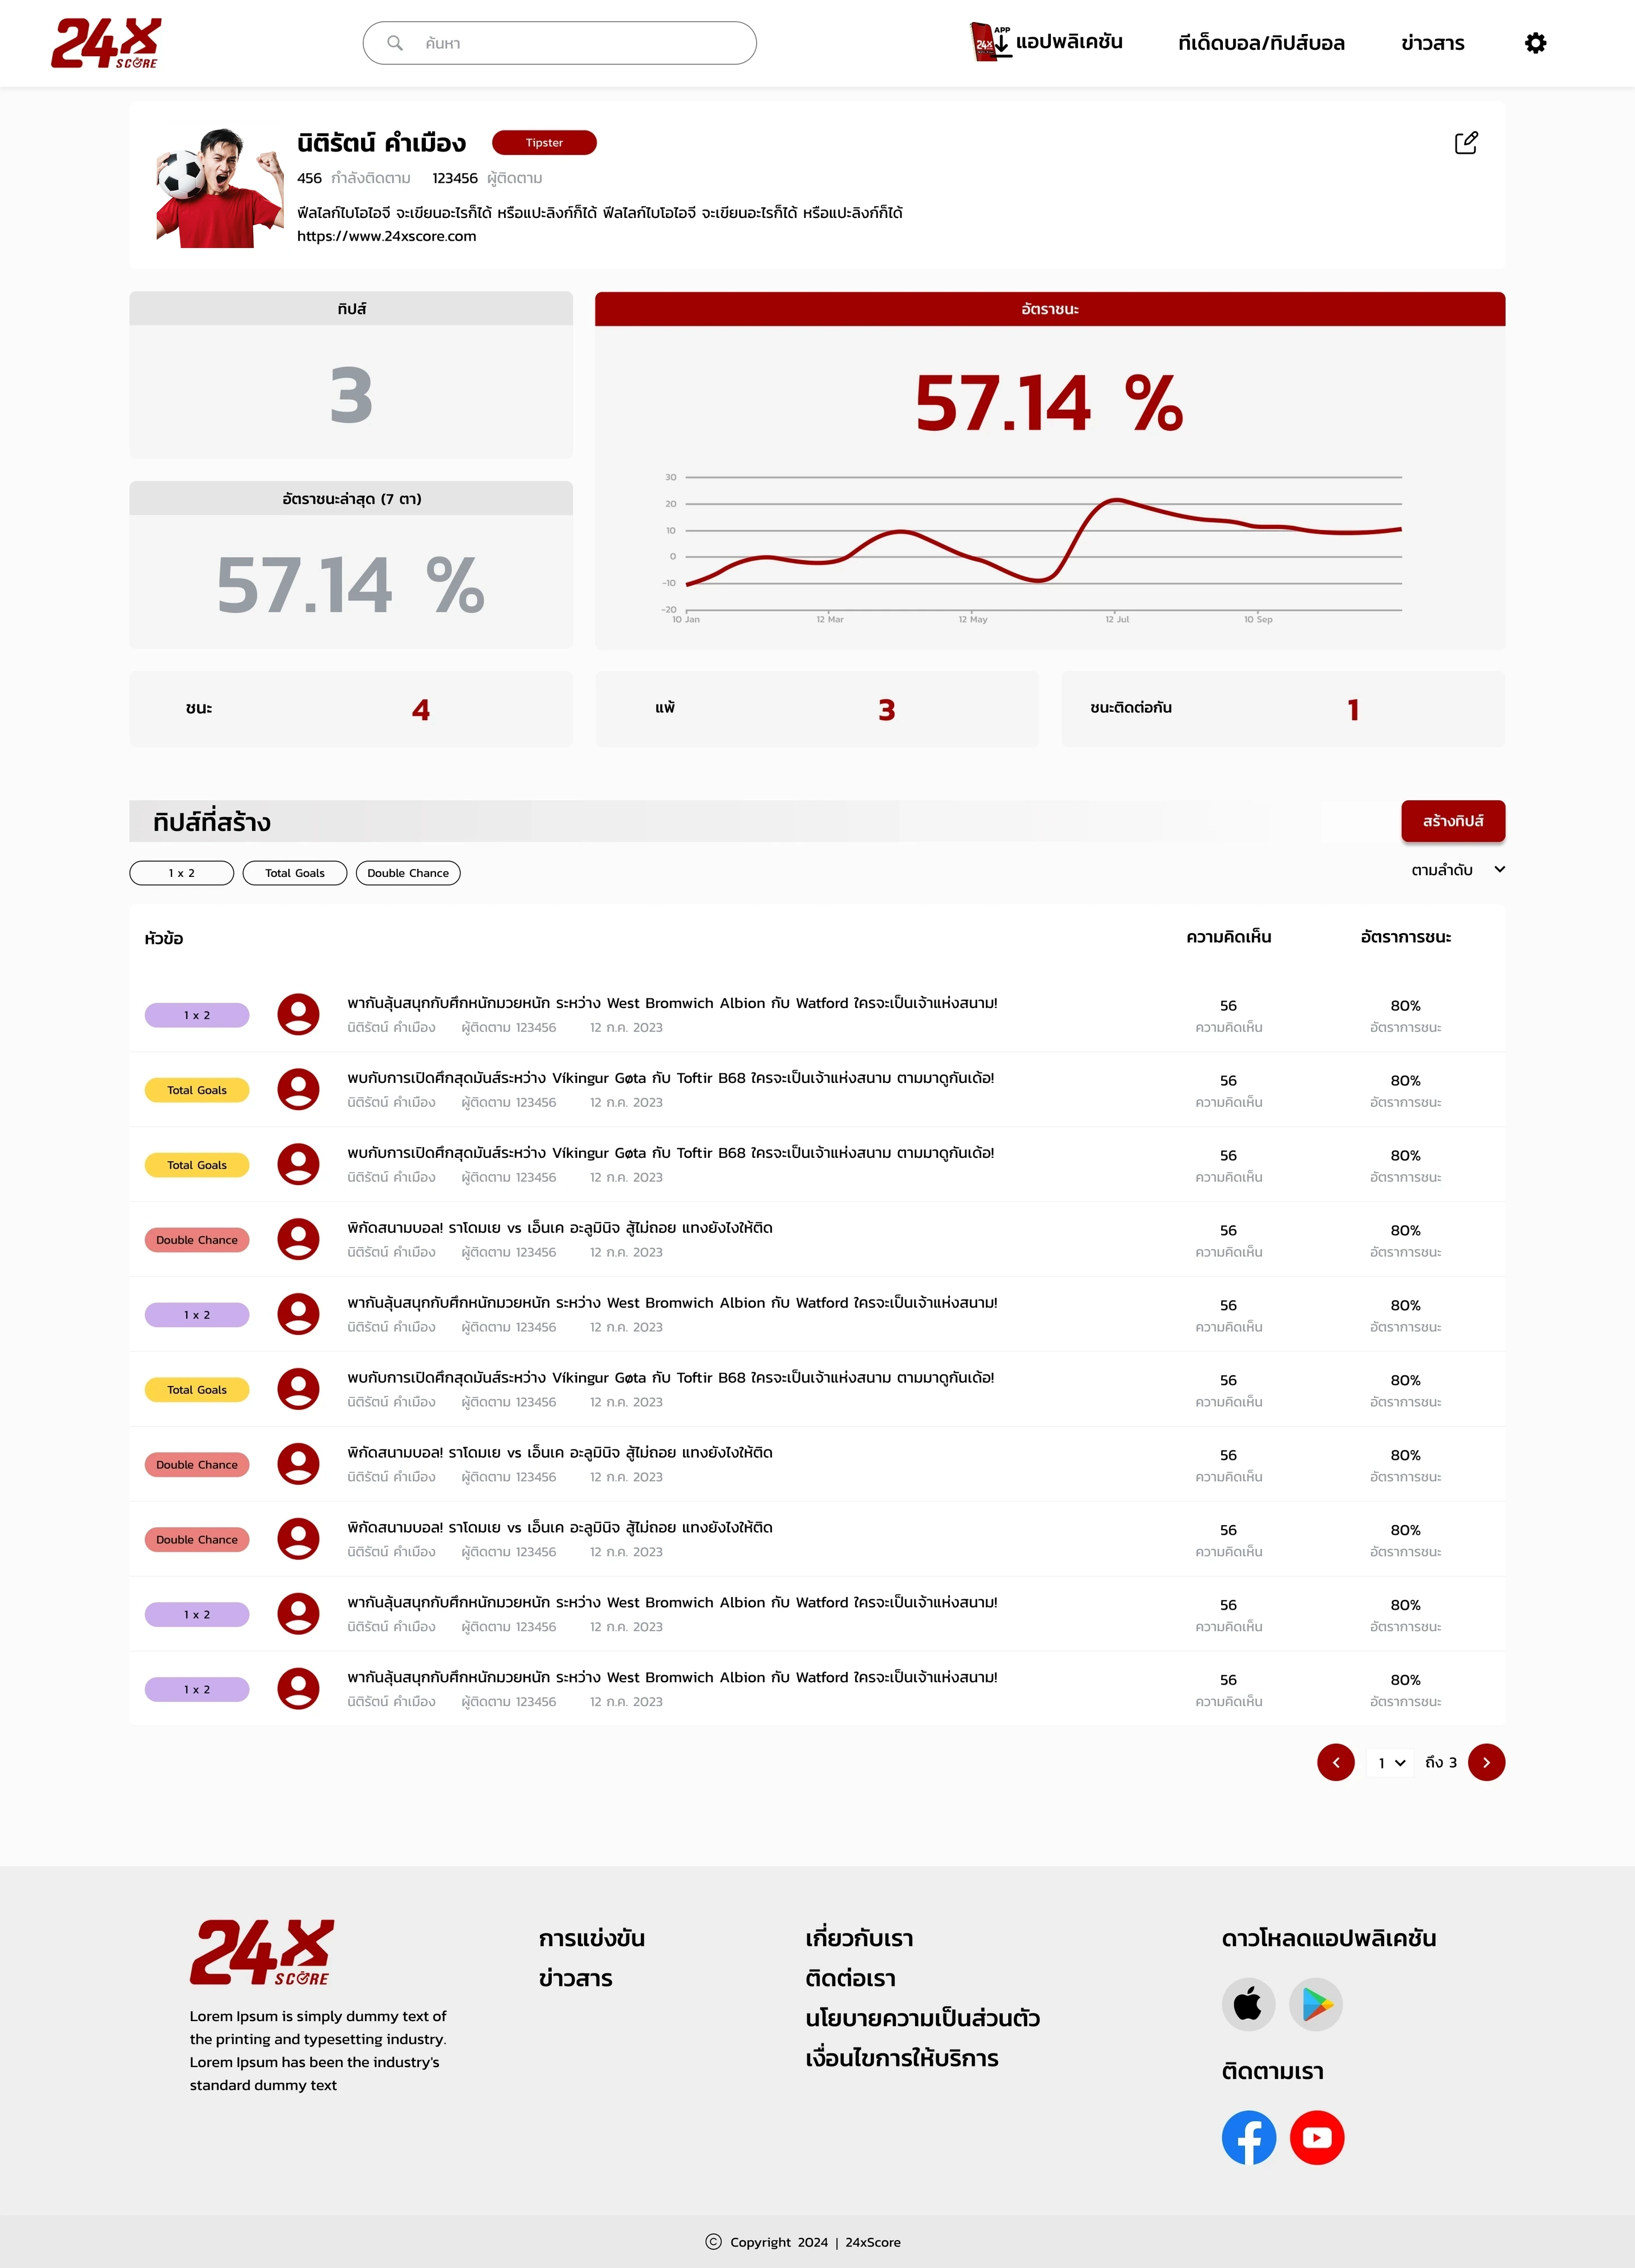 24x SCORE
ค้นหา
APP
24x
แอปพลิเคชัน
ทีเด็ดบอล/ทิปส์บอล
ข่าวสาร
นิติรัตน์ คำเมือง
Tipster
456 กำลังติดตาม 123456 ผู้ติดตาม
ฟีลไลก์ไบโอไอจี จะเขียนอะไรก็ได้ หรือแปะลิงก์ก็ได้ ฟีลไลก์ไบโอไอจี จะเขียนอะไรก็ได้ หรือแปะลิงก์ก็ได้
https://www.24xscore.com
ทิปส์
3
อัตราชนะล่าสุด (7 ตา)
57.14 %
อัตราชนะ
57.14 %
30
20
10
0
-10
-20
10 Jan 12 Mar 12 May 12 Jul 10 Sep
ชนะ 4
แพ้ 3
ชนะติดต่อกัน 1
ทิปส์ที่สร้าง
สร้างทิปส์
1 x 2 Total Goals Double Chance
ตามลำดับ
หัวข้อ ความคิดเห็น อัตราการชนะ
1 x 2 พากันลุ้นสนุกกับศึกหนักมวยหนัก ระหว่าง West Bromwich Albion กับ Watford ใครจะเป็นเจ้าแห่งสนาม! 56 80%
นิติรัตน์ คำเมือง ผู้ติดตาม 123456 12 ก.ค. 2023 ความคิดเห็น อัตราการชนะ
Total Goals พบกับการเปิดศึกสุดมันส์ระหว่าง Víkingur Gøta กับ Toftir B68 ใครจะเป็นเจ้าแห่งสนาม ตามมาดูกันเด้อ! 56 80%
นิติรัตน์ คำเมือง ผู้ติดตาม 123456 12 ก.ค. 2023 ความคิดเห็น อัตราการชนะ
Total Goals พบกับการเปิดศึกสุดมันส์ระหว่าง Víkingur Gøta กับ Toftir B68 ใครจะเป็นเจ้าแห่งสนาม ตามมาดูกันเด้อ! 56 80%
นิติรัตน์ คำเมือง ผู้ติดตาม 123456 12 ก.ค. 2023 ความคิดเห็น อัตราการชนะ
Double Chance พิกัดสนามบอล! ราโดมเย vs เอ็นเค อะลูมินิจ สู้ไม่ถอย แทงยังไงให้ติด 56 80%
นิติรัตน์ คำเมือง ผู้ติดตาม 123456 12 ก.ค. 2023 ความคิดเห็น อัตราการชนะ
1 x 2 พากันลุ้นสนุกกับศึกหนักมวยหนัก ระหว่าง West Bromwich Albion กับ Watford ใครจะเป็นเจ้าแห่งสนาม! 56 80%
นิติรัตน์ คำเมือง ผู้ติดตาม 123456 12 ก.ค. 2023 ความคิดเห็น อัตราการชนะ
Total Goals พบกับการเปิดศึกสุดมันส์ระหว่าง Víkingur Gøta กับ Toftir B68 ใครจะเป็นเจ้าแห่งสนาม ตามมาดูกันเด้อ! 56 80%
นิติรัตน์ คำเมือง ผู้ติดตาม 123456 12 ก.ค. 2023 ความคิดเห็น อัตราการชนะ
Double Chance พิกัดสนามบอล! ราโดมเย vs เอ็นเค อะลูมินิจ สู้ไม่ถอย แทงยังไงให้ติด 56 80%
นิติรัตน์ คำเมือง ผู้ติดตาม 123456 12 ก.ค. 2023 ความคิดเห็น อัตราการชนะ
Double Chance พิกัดสนามบอล! ราโดมเย vs เอ็นเค อะลูมินิจ สู้ไม่ถอย แทงยังไงให้ติด 56 80%
นิติรัตน์ คำเมือง ผู้ติดตาม 123456 12 ก.ค. 2023 ความคิดเห็น อัตราการชนะ
1 x 2 พากันลุ้นสนุกกับศึกหนักมวยหนัก ระหว่าง West Bromwich Albion กับ Watford ใครจะเป็นเจ้าแห่งสนาม! 56 80%
นิติรัตน์ คำเมือง ผู้ติดตาม 123456 12 ก.ค. 2023 ความคิดเห็น อัตราการชนะ
1 x 2 พากันลุ้นสนุกกับศึกหนักมวยหนัก ระหว่าง West Bromwich Albion กับ Watford ใครจะเป็นเจ้าแห่งสนาม! 56 80%
นิติรัตน์ คำเมือง ผู้ติดตาม 123456 12 ก.ค. 2023 ความคิดเห็น อัตราการชนะ
1 ถึง 3
24x SCORE
Lorem Ipsum is simply dummy text of
the printing and typesetting industry.
Lorem Ipsum has been the industry's
standard dummy text
การแข่งขัน
ข่าวสาร
เกี่ยวกับเรา
ติดต่อเรา
นโยบายความเป็นส่วนตัว
เงื่อนไขการให้บริการ
ดาวโหลดแอปพลิเคชัน
ติดตามเรา
© Copyright 2024 | 24xScore